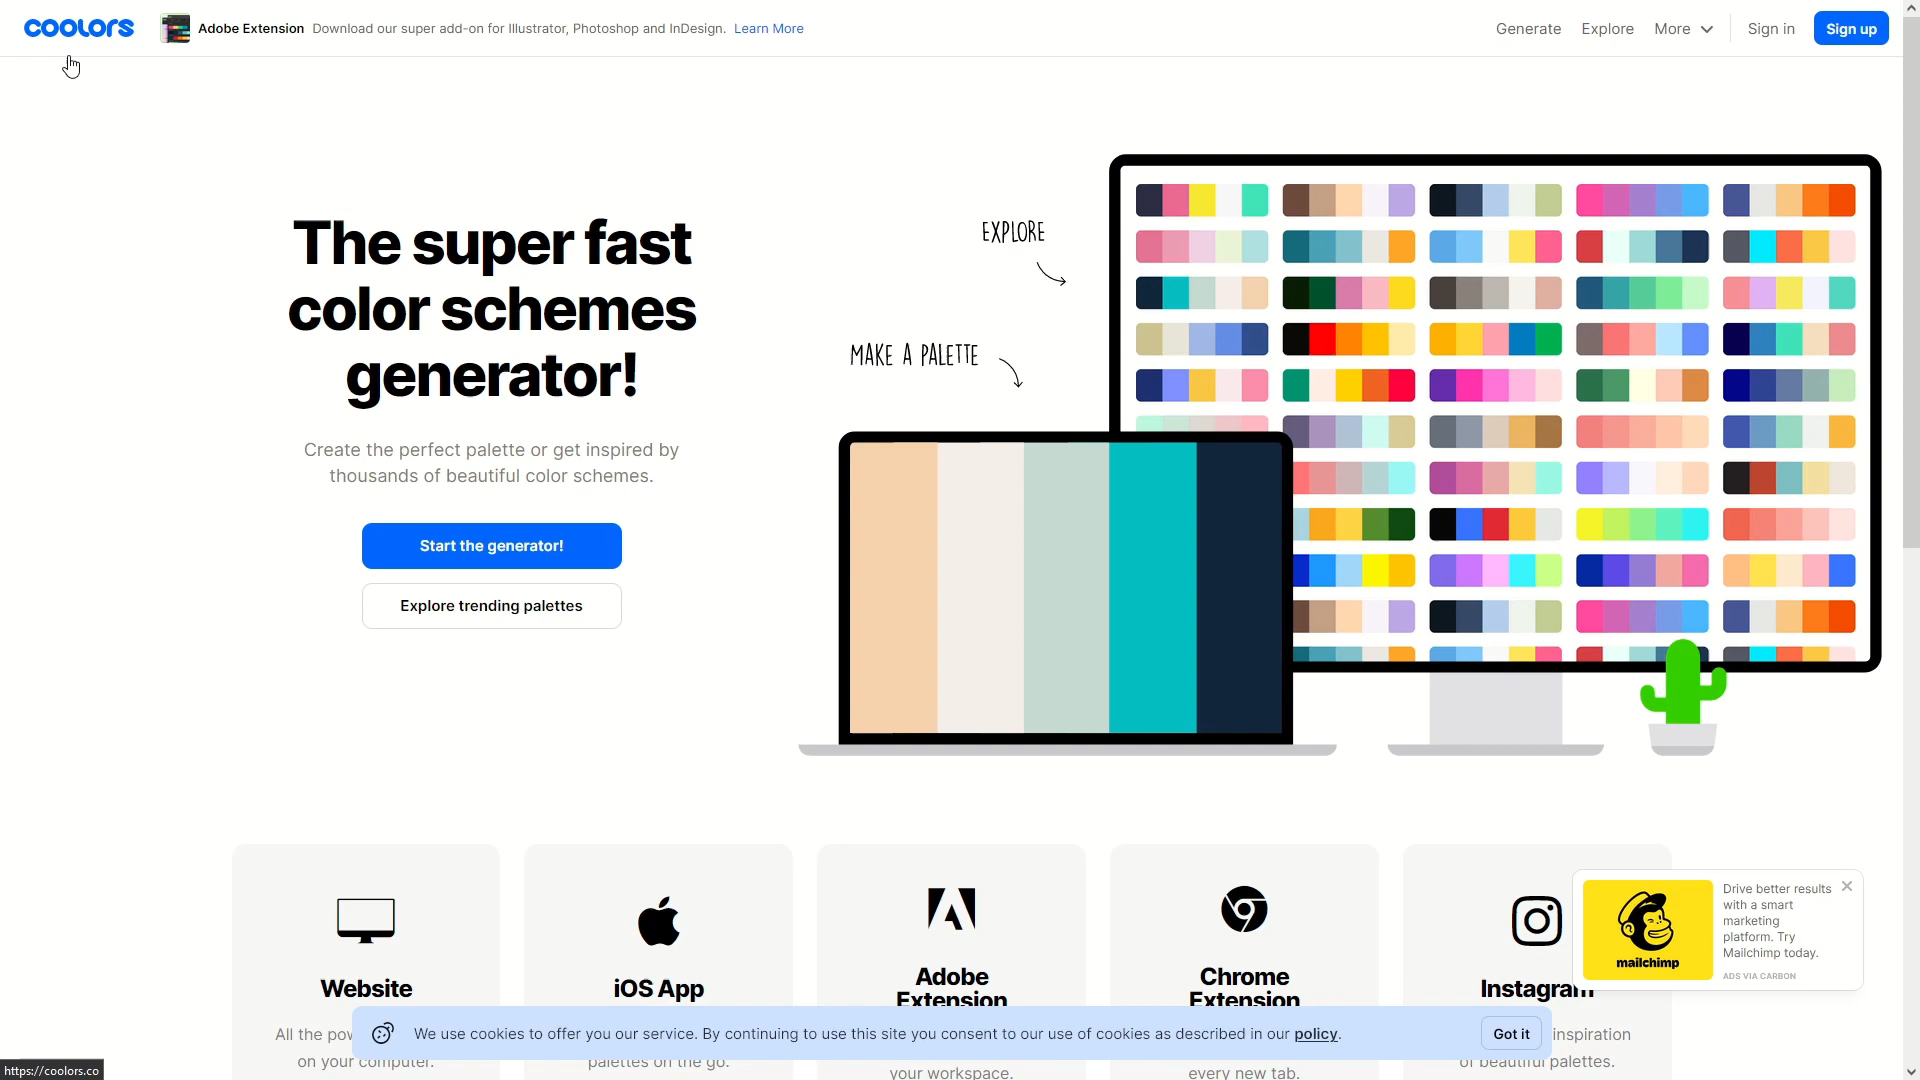 coolors
Adobe Extension Download our super add-on for Illustrator, Photoshop and InDesign. Learn More
Generate Explore More Sign in Sign up
The super fast
color schemes
generator!
Create the perfect palette or get inspired by
thousands of beautiful color schemes.
Start the generator!
Explore trending palettes
EXPLORE
MAKE A PALETTE
Website
iOS App
Adobe
Extension
Chrome
Extension
Instagram
All the pow
on your computer.
palettes on the go.
your workspace.
every new tab.
inspiration
of beautiful palettes.
mailchimp
Drive better results
with a smart
marketing
platform. Try
Mailchimp today.
ADS VIA CARBON
We use cookies to offer you our service. By continuing to use this site you consent to our use of cookies as described in our policy.
Got it
https://coolors.co